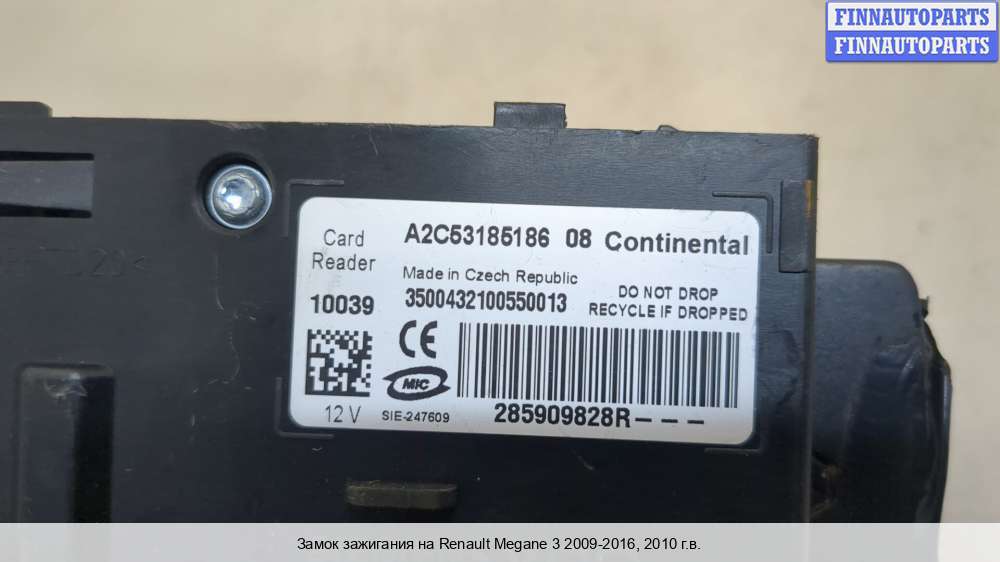 FINNAUTOPARTS
FINNAUTOPARTS
Card Reader
A2C53185186 08 Continental
Made in Czech Republic
10039
3500432100550013
DO NOT DROP
RECYCLE IF DROPPED
CE
MIC
12 V
SIE-247609
285909828R---
Замок зажигания на Renault Megane 3 2009-2016, 2010 г.в.